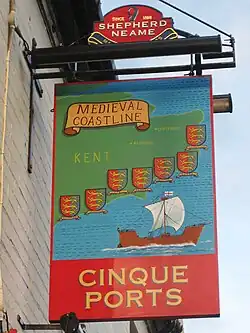 SINCE 1698
SHEPHERD
NEAME
MEDIEVAL
COASTLINE
KENT
CINQUE
PORTS